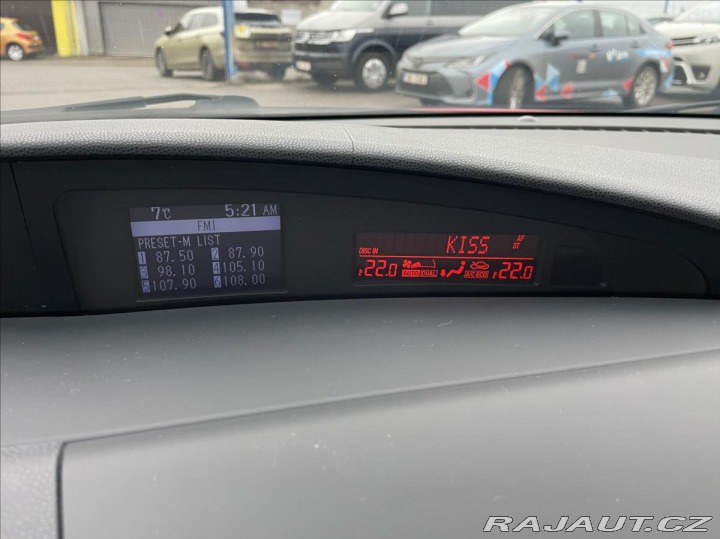 7℃ 5:21 AM
FM1
PRESET-M LIST
1 87.50 2 87.90
3 98.10 4 105.10
5 107.90 6 108.00
KISS
AF
ST
DISC IN
22.0 AUTO DUAL A/C ECO 22.0
RAJAUT.CZ